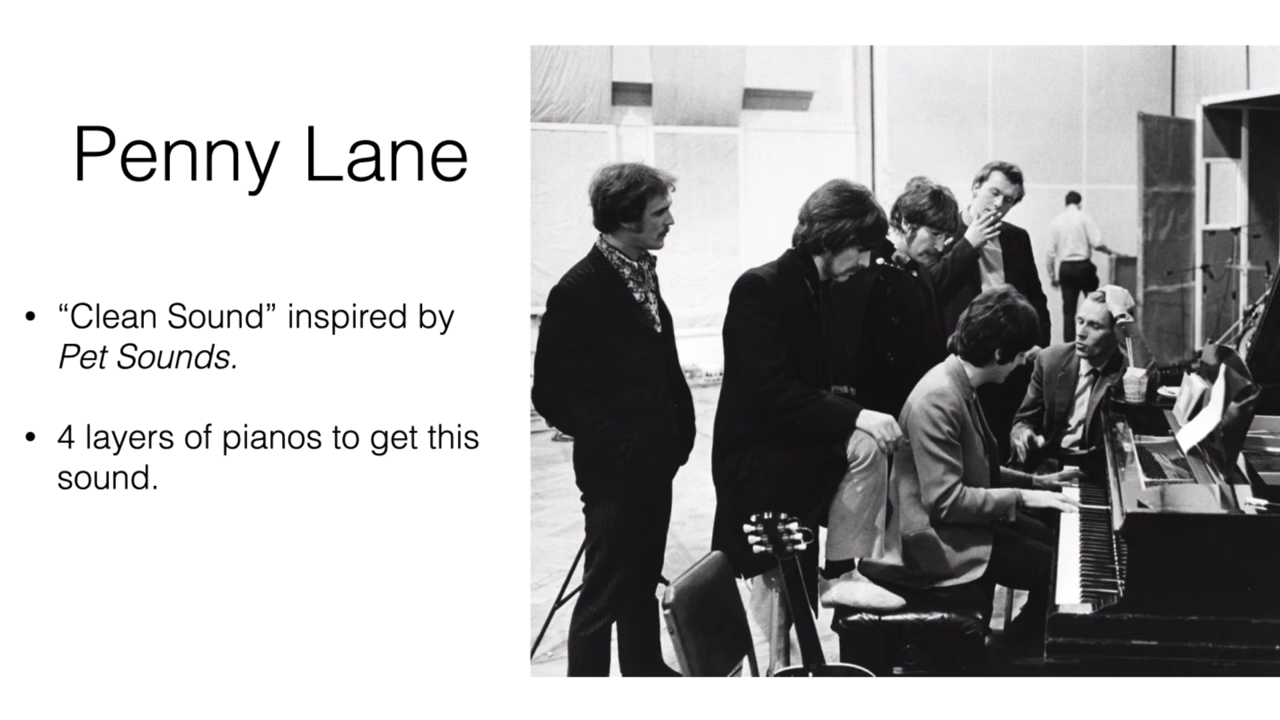 Penny Lane
• “Clean Sound” inspired by
Pet Sounds.
• 4 layers of pianos to get this
sound.